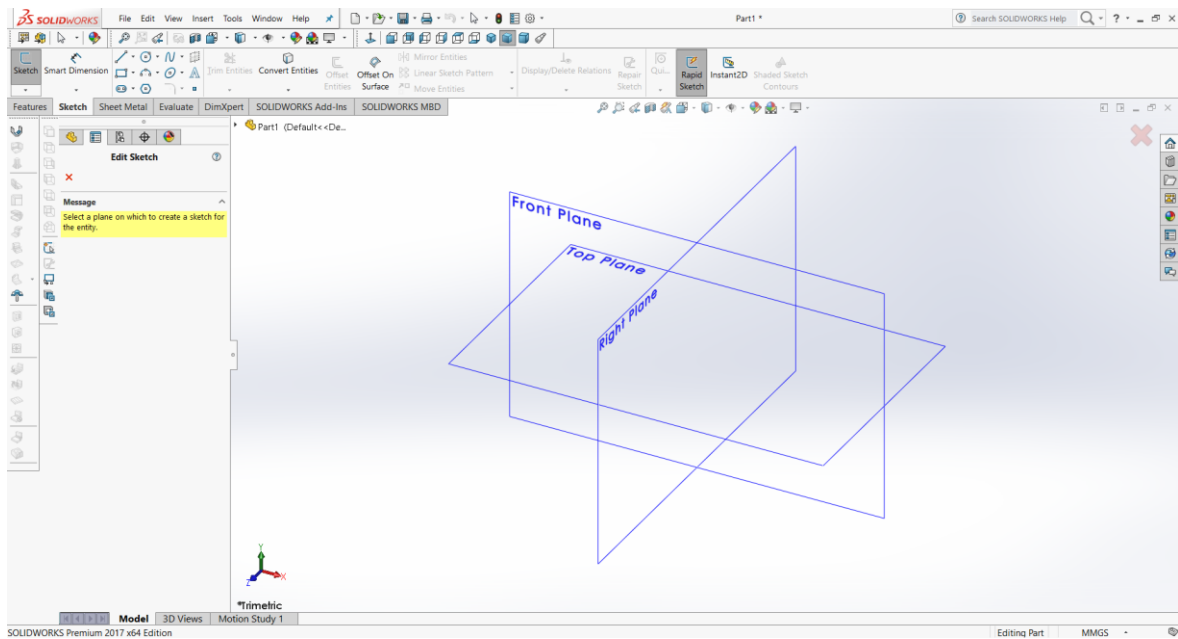 SOLIDWORKS File Edit View Insert Tools Window Help Part1 * Search SOLIDWORKS Help
Sketch Smart Dimension Trim Entities Convert Entities Offset Entities Offset On Surface Mirror Entities Linear Sketch Pattern Move Entities Display/Delete Relations Repair Sketch Qui... Rapid Sketch Instant2D Shaded Sketch Contours
Features Sketch Sheet Metal Evaluate DimXpert SOLIDWORKS Add-Ins SOLIDWORKS MBD
Part1 (Default<<De...
Edit Sketch
Message
Select a plane on which to create a sketch for
the entity.
Front Plane
Top Plane
Right Plane
Y
Z
X
*Trimetric
Model 3D Views Motion Study 1
SOLIDWORKS Premium 2017 x64 Edition Editing Part MMGS